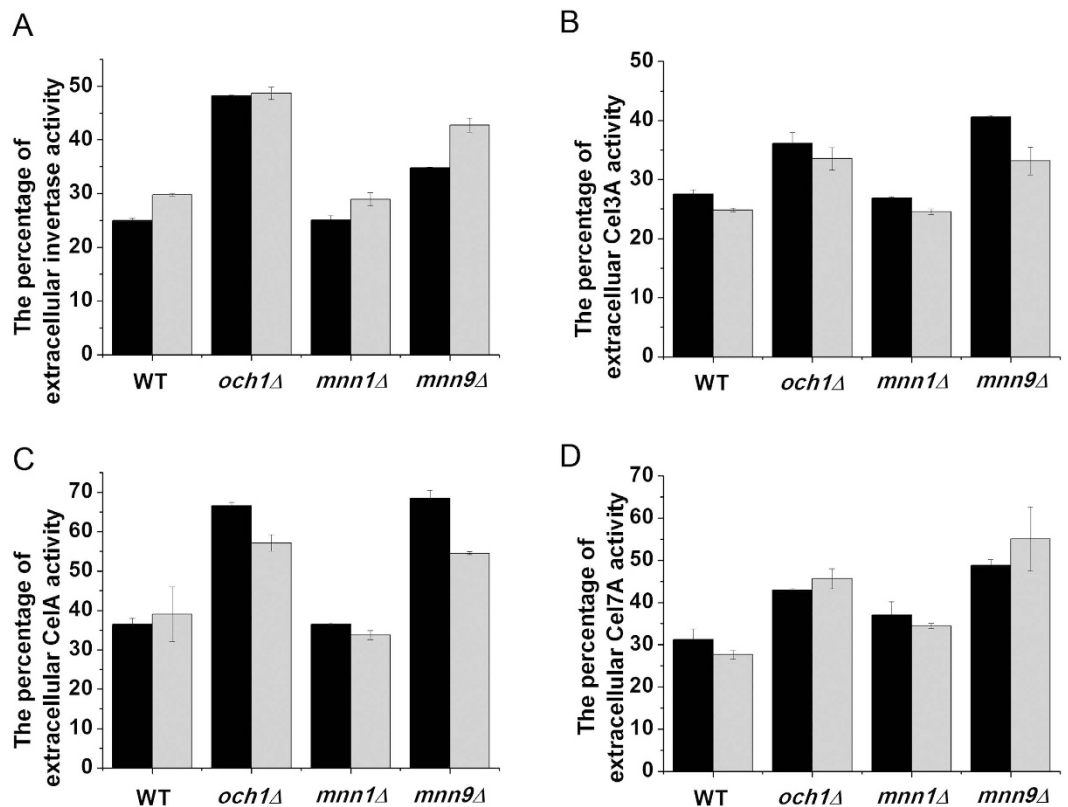 A
The percentage of
extracellular invertase activity
50
40
30
20
10
0
WT
och1Δ
mnn1Δ
mnn9Δ
B
The percentage of
extracelluar Cel3A activity
50
40
30
20
10
0
WT
och1Δ
mnn1Δ
mnn9Δ
C
The percentage of
extracellular CelA activity
70
60
50
40
30
20
10
0
WT
och1Δ
mnn1Δ
mnn9Δ
D
The percentage of
extracellular Cel7A activity
70
60
50
40
30
20
10
0
WT
och1Δ
mnn1Δ
mnn9Δ